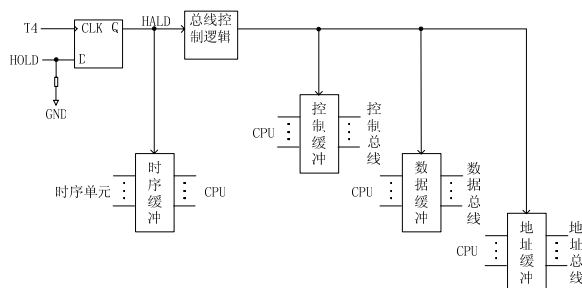 T4
CLK Q
HALD
总线控
制逻辑
HOLD
E
GND
CPU
控制缓冲
控制总线
时序单元
时序缓冲
CPU
CPU
数据缓冲
数据总线
CPU
地址缓冲
地址总线